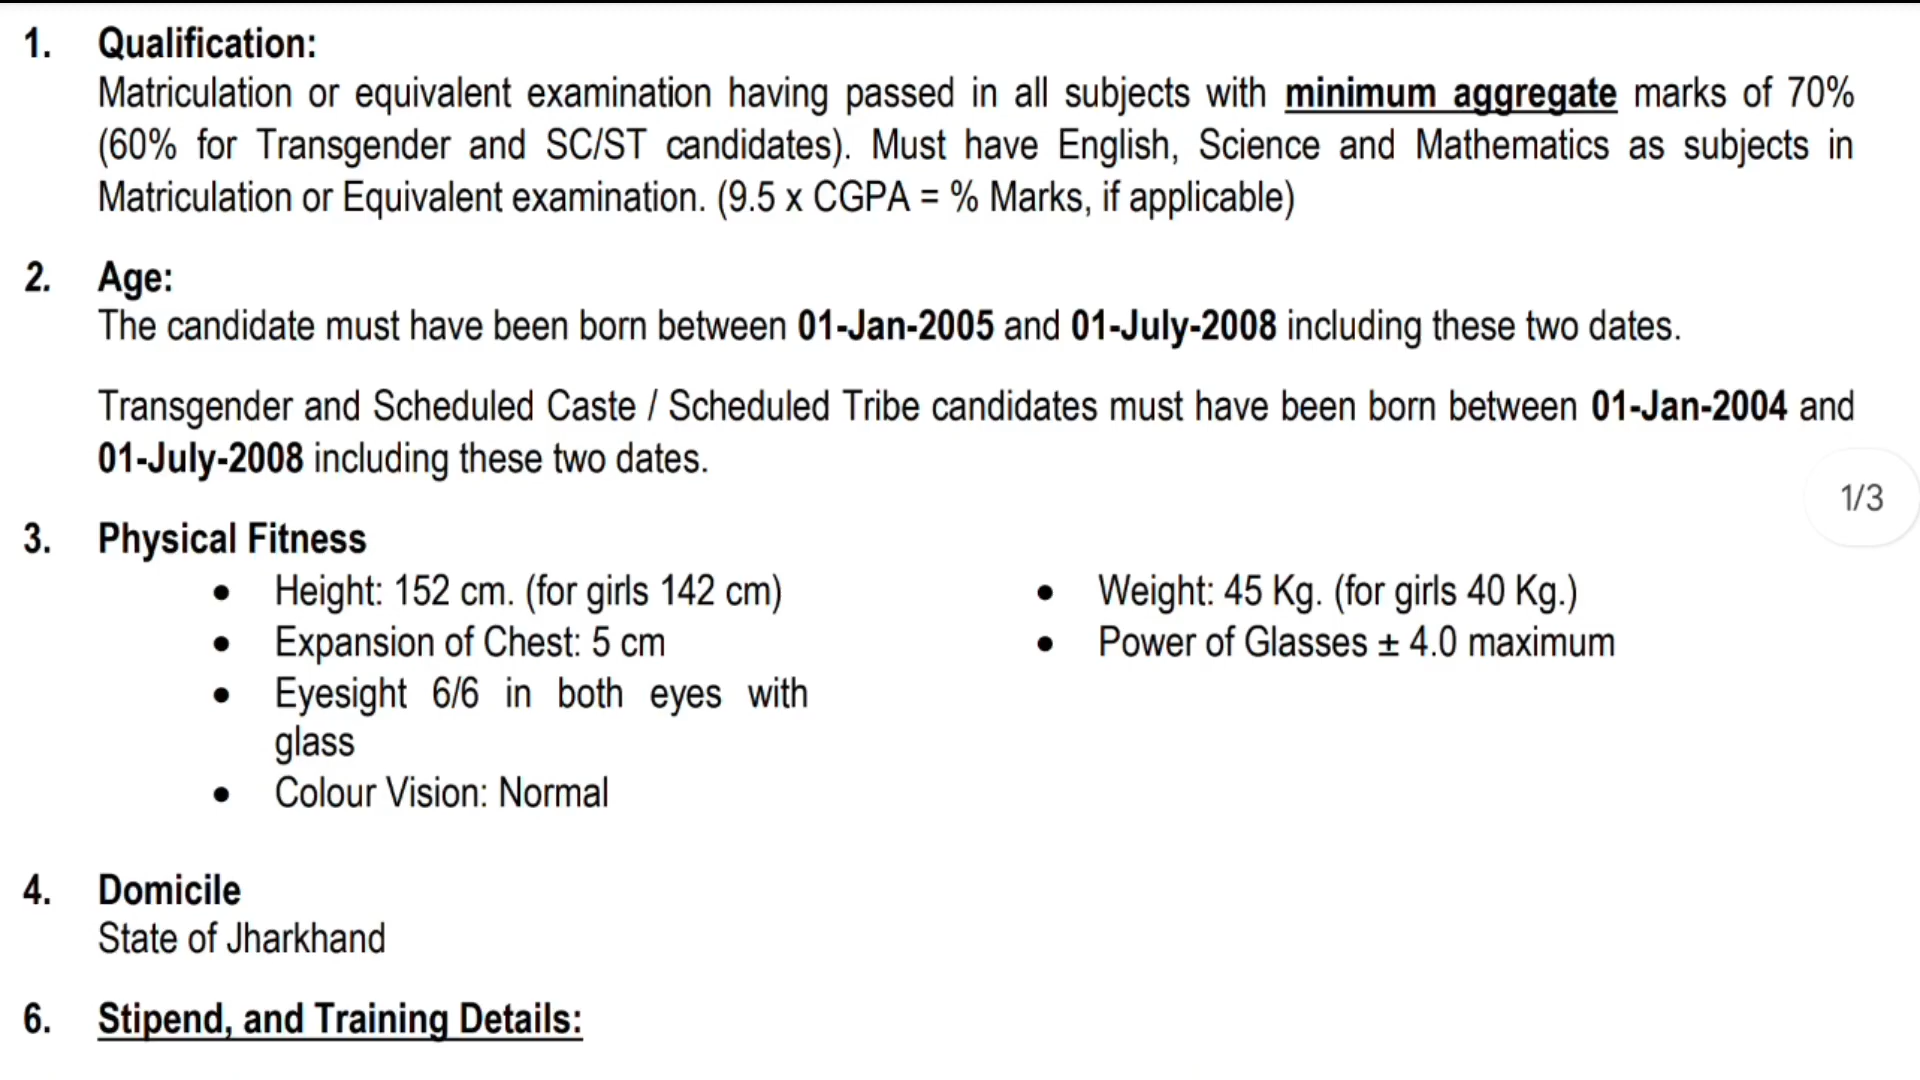 1. Qualification:
Matriculation or equivalent examination having passed in all subjects with minimum aggregate marks of 70%
(60% for Transgender and SC/ST candidates). Must have English, Science and Mathematics as subjects in
Matriculation or Equivalent examination. (9.5 x CGPA = % Marks, if applicable)
2. Age:
The candidate must have been born between 01-Jan-2005 and 01-July-2008 including these two dates.
Transgender and Scheduled Caste / Scheduled Tribe candidates must have been born between 01-Jan-2004 and
01-July-2008 including these two dates.
1/3
3. Physical Fitness
• Height: 152 cm. (for girls 142 cm)
• Expansion of Chest: 5 cm
• Eyesight 6/6 in both eyes with
glass
• Colour Vision: Normal
• Weight: 45 Kg. (for girls 40 Kg.)
• Power of Glasses ± 4.0 maximum
4. Domicile
State of Jharkhand
6. Stipend, and Training Details: